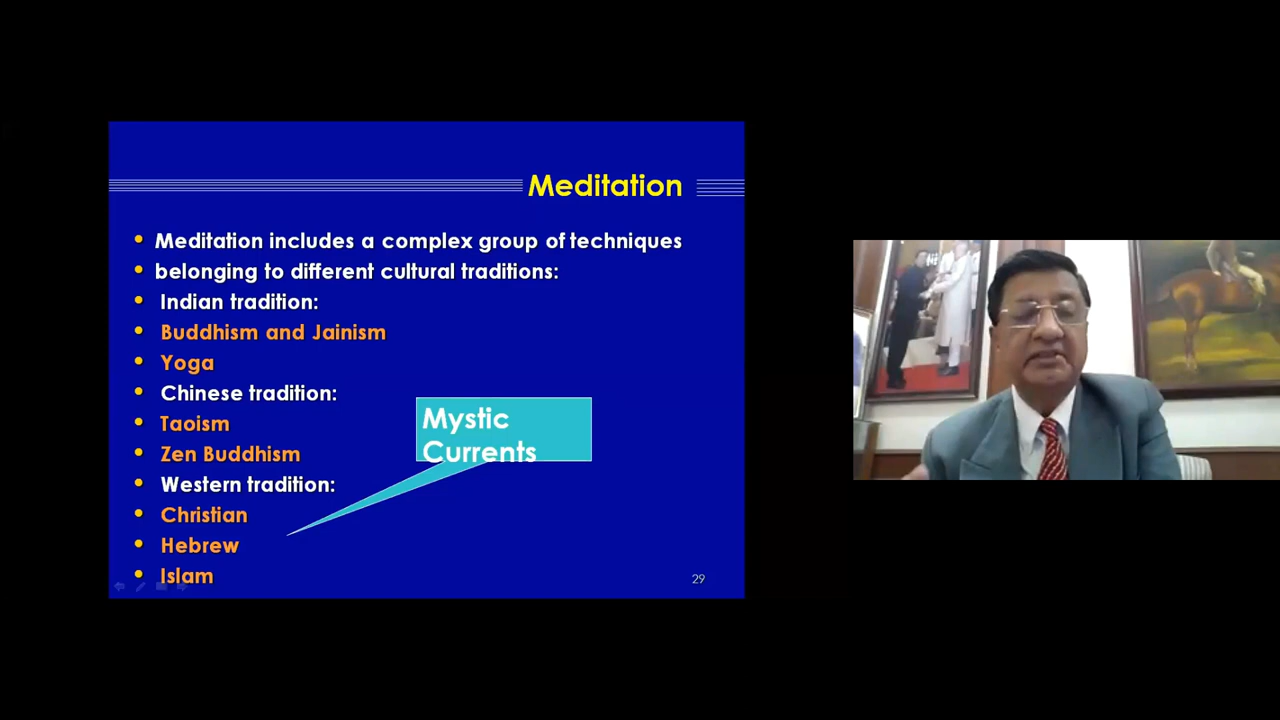 Meditation
• Meditation includes a complex group of techniques
• belonging to different cultural traditions:
• Indian tradition:
• Buddhism and Jainism
• Yoga
• Chinese tradition:
• Taoism
• Zen Buddhism
• Western tradition:
• Christian
• Hebrew
• Islam
Mystic
Currents
29